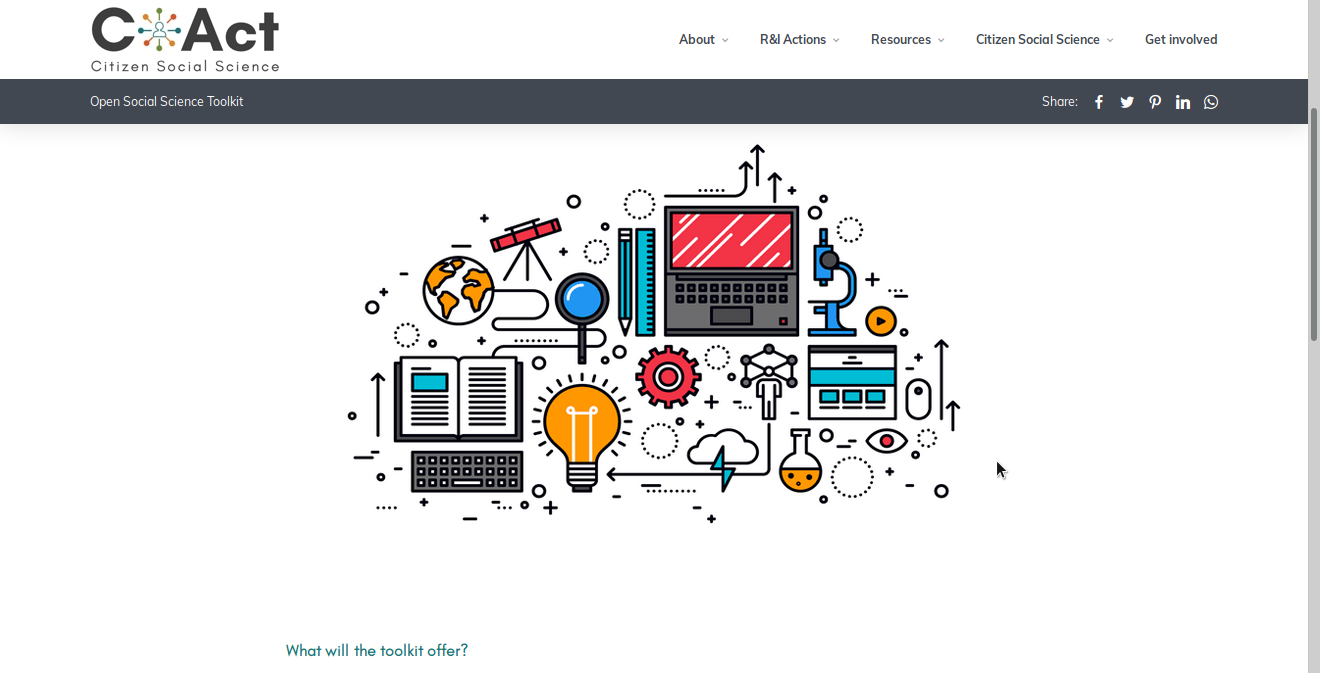 C Act
Citizen Social Science
About R&I Actions Resources Citizen Social Science Get involved
Open Social Science Toolkit
Share:
What will the toolkit offer?